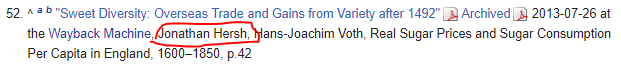 52. ^ a b "Sweet Diversity: Overseas Trade and Gains from Variety after 1492" Archived 2013-07-26 at
the Wayback Machine, Jonathan Hersh, Hans-Joachim Voth, Real Sugar Prices and Sugar Consumption
Per Capita in England, 1600–1850, p.42